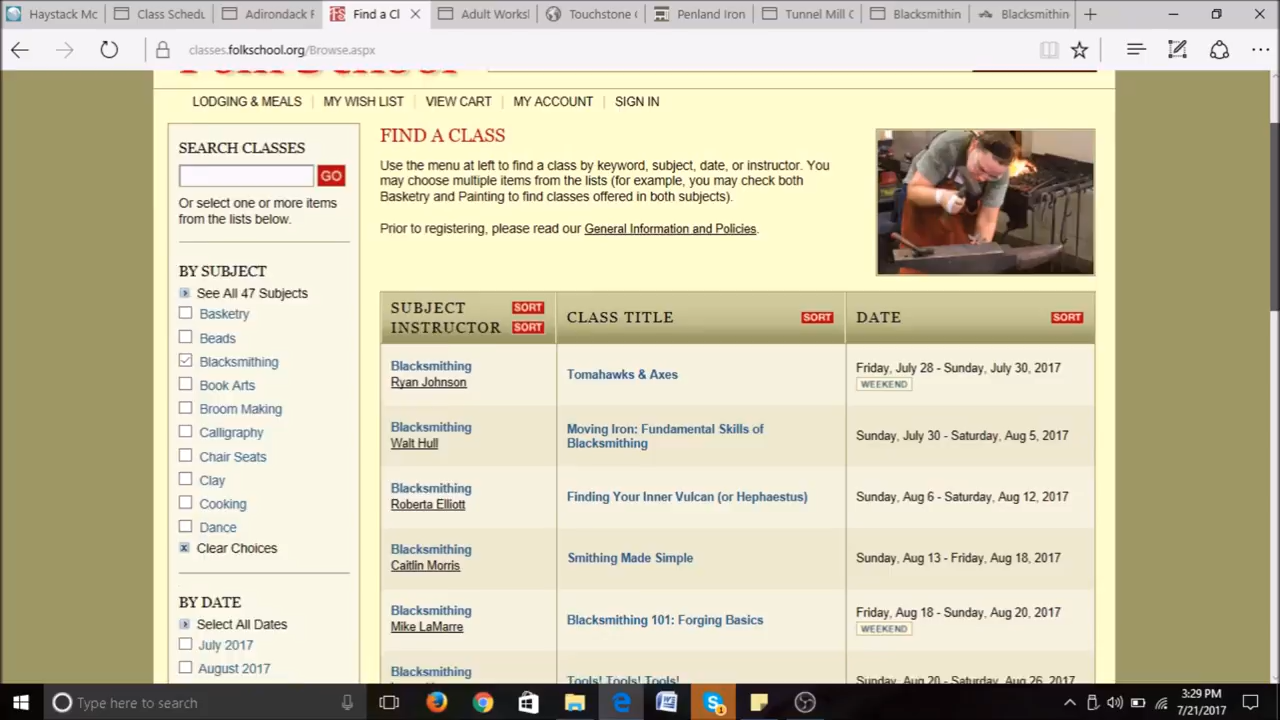 Haystack Mc
Class Schedu
Adirondack F
Find a Cl
Adult Works
Touchstone
Penland Iron
Tunnel Mill C
Blacksmithin
Blacksmithin
classes.folkschool.org/Browse.aspx
LODGING & MEALS | MY WISH LIST | VIEW CART | MY ACCOUNT | SIGN IN
SEARCH CLASSES
GO
Or select one or more items
from the lists below.
BY SUBJECT
See All 47 Subjects
Basketry
Beads
Blacksmithing
Book Arts
Broom Making
Calligraphy
Chair Seats
Clay
Cooking
Dance
Clear Choices
BY DATE
Select All Dates
July 2017
August 2017
FIND A CLASS
Use the menu at left to find a class by keyword, subject, date, or instructor. You
may choose multiple items from the lists (for example, you may check both
Basketry and Painting to find classes offered in both subjects).
Prior to registering, please read our General Information and Policies.
SUBJECT SORT
INSTRUCTOR SORT
CLASS TITLE SORT
DATE SORT
Blacksmithing
Ryan Johnson
Tomahawks & Axes
Friday, July 28 - Sunday, July 30, 2017
WEEKEND
Blacksmithing
Walt Hull
Moving Iron: Fundamental Skills of
Blacksmithing
Sunday, July 30 - Saturday, Aug 5, 2017
Blacksmithing
Roberta Elliott
Finding Your Inner Vulcan (or Hephaestus)
Sunday, Aug 6 - Saturday, Aug 12, 2017
Blacksmithing
Caitlin Morris
Smithing Made Simple
Sunday, Aug 13 - Friday, Aug 18, 2017
Blacksmithing
Mike LaMarre
Blacksmithing 101: Forging Basics
Friday, Aug 18 - Sunday, Aug 20, 2017
WEEKEND
Blacksmithing
Tools! Tools! Tools!
Sunday, Aug 20 - Saturday, Aug 26, 2017
Type here to search
3:29 PM
7/21/2017